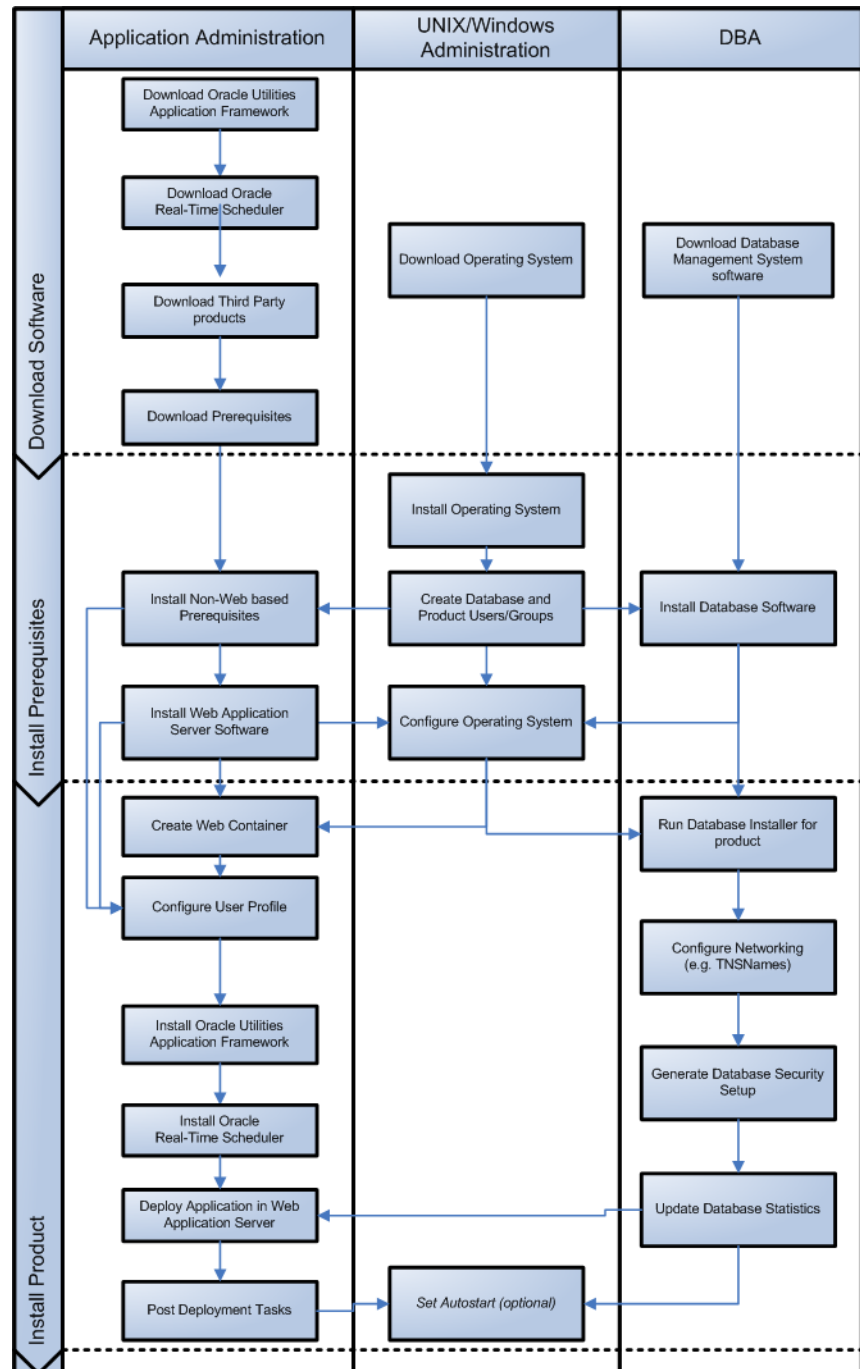 Application Administration
UNIX/Windows
Administration
DBA
Download Software
Download Oracle Utilities
Application Framework
Download Oracle
Real-Time Scheduler
Download Operating System
Download Database
Management System
software
Download Third Party
products
Download Prerequisites
Install Prerequisites
Install Operating System
Install Non-Web based
Prerequisites
Create Database and
Product Users/Groups
Install Database Software
Install Web Application
Server Software
Configure Operating System
Install Product
Create Web Container
Run Database Installer for
product
Configure User Profile
Configure Networking
(e.g. TNSNames)
Install Oracle Utilities
Application Framework
Generate Database Security
Setup
Install Oracle
Real-Time Scheduler
Deploy Application in Web
Application Server
Update Database Statistics
Post Deployment Tasks
Set Autostart (optional)